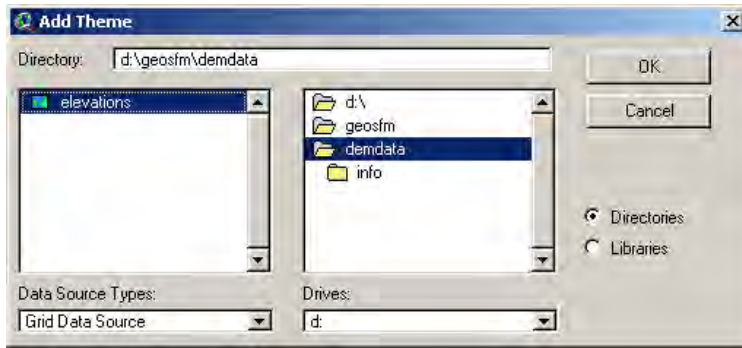 Add Theme
Directory: d:\geosfm\demdata
OK
Cancel
elevations
d:\
geosfm
demdata
info
Directories
Libraries
Data Source Types:
Grid Data Source
Drives:
d: